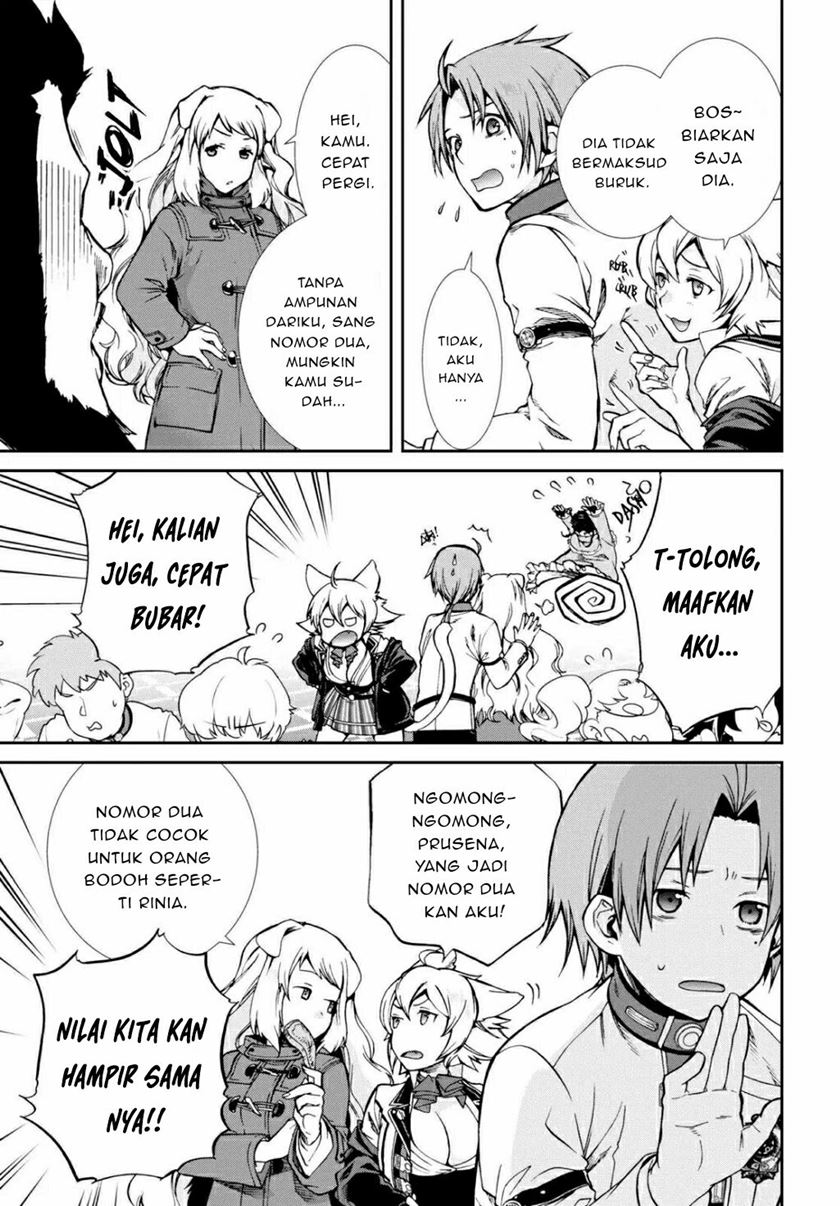 BOS~
BIARKAN
SAJA
DIA.
DIA TIDAK
BERMAKSUD
BURUK.
RUB
RUB
TIDAK,
AKU
HANYA
...
HEI,
KAMU.
CEPAT
PERGI.
JOLT
TANPA
AMPUNAN
DARIKU, SANG
NOMOR DUA,
MUNGKIN
KAMU SU-
DAH...
DASH
T-TOLONG,
MAAFKAN
AKU...
HEI, KALIAN
JUGA, CEPAT
BUBAR!
NGOMONG-
NGOMONG,
PRUSENA,
YANG JADI
NOMOR DUA
KAN AKU!
NOMOR DUA
TIDAK COCOK
UNTUK ORANG
BODOH SEPER-
TI RINIA.
NILAI KITA KAN
HAMPIR SAMA
NYA!!